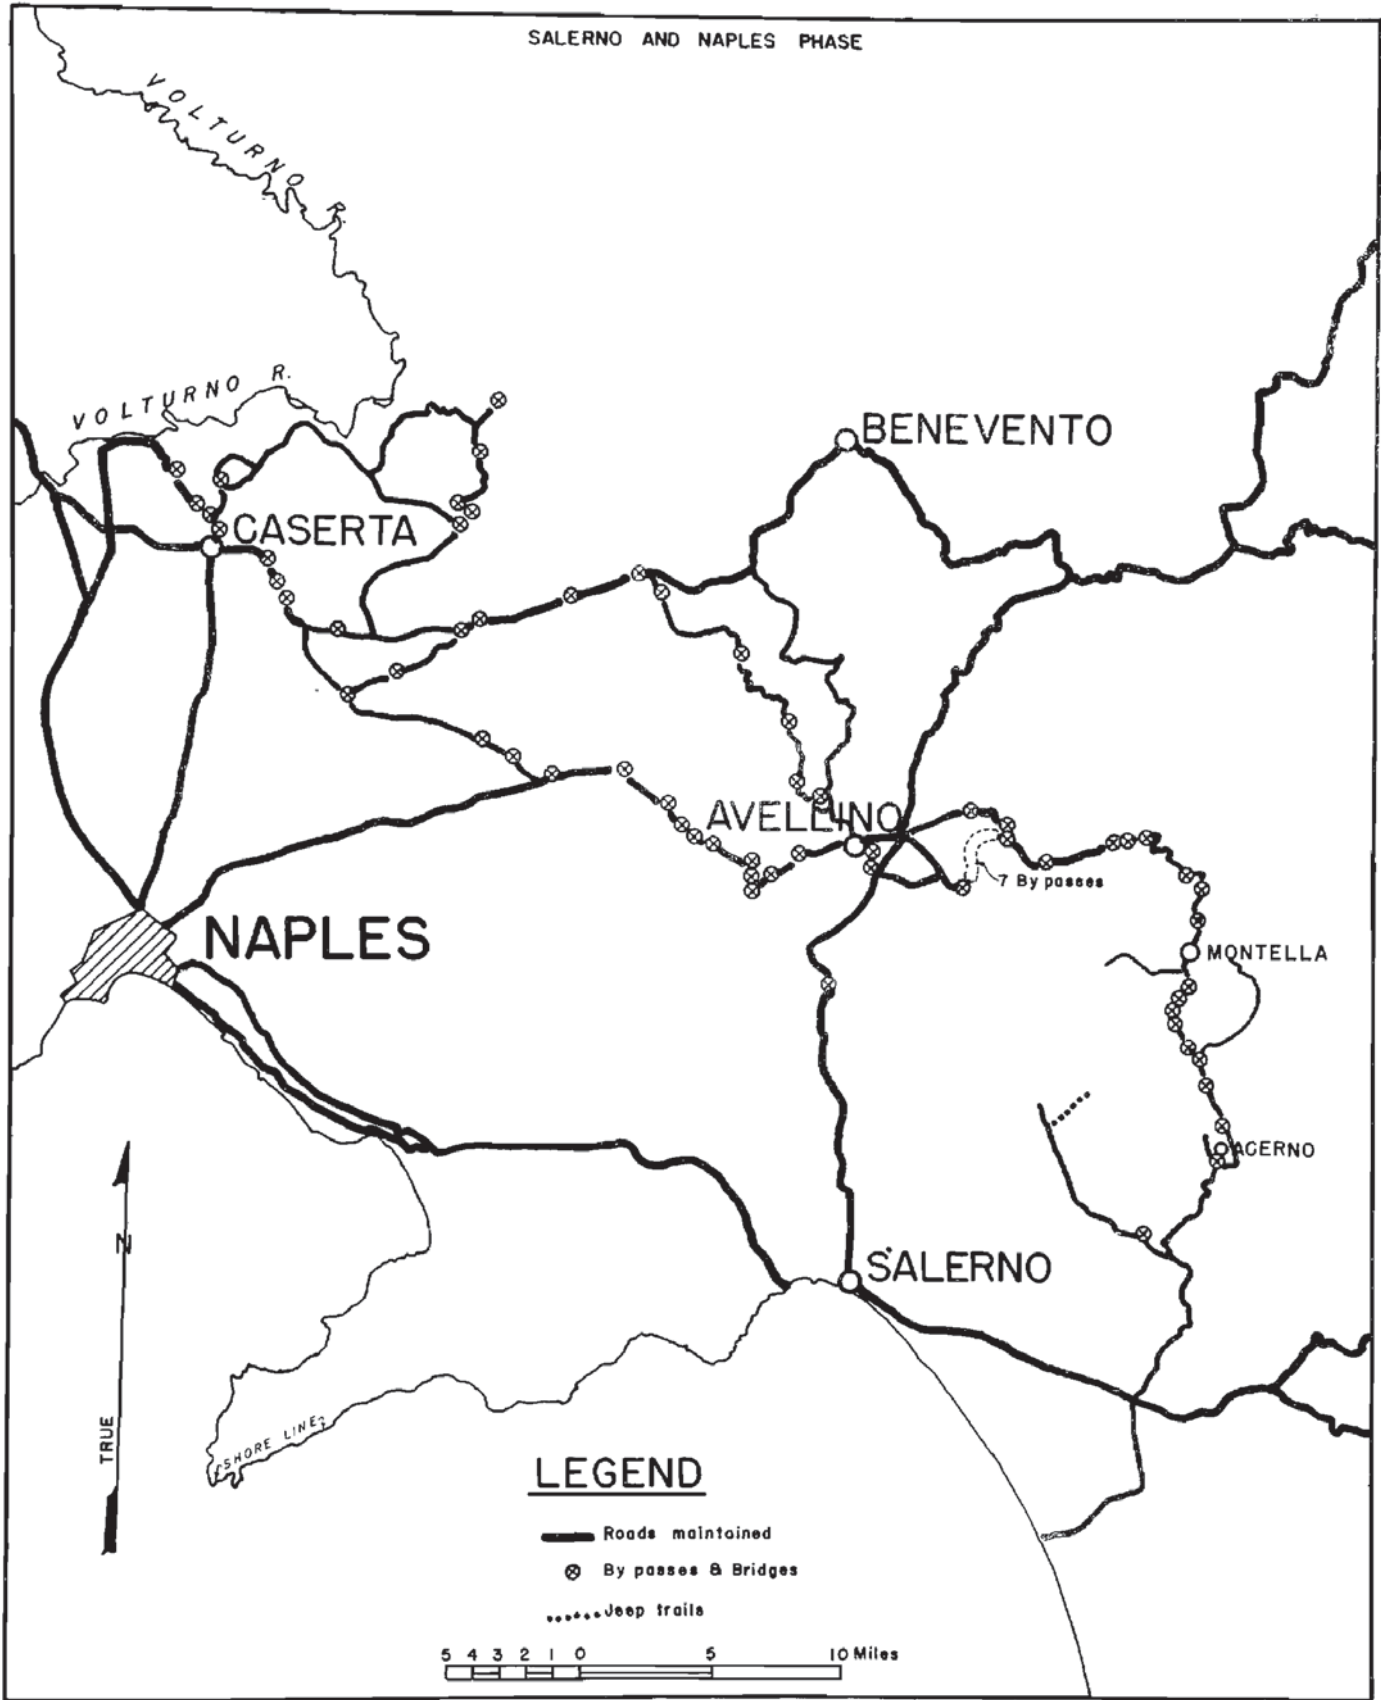 SALERNO AND NAPLES PHASE
VOLTURNO R.
VOLTURNO R.
BENEVENTO
CASERTA
AVELLINO
7 By passes
NAPLES
MONTELLA
ACERNO
N
SALERNO
TRUE
SHORE LINE
LEGEND
Roads maintained
By passes & Bridges
Jeep trails
5 4 3 2 1 0 5 10 Miles